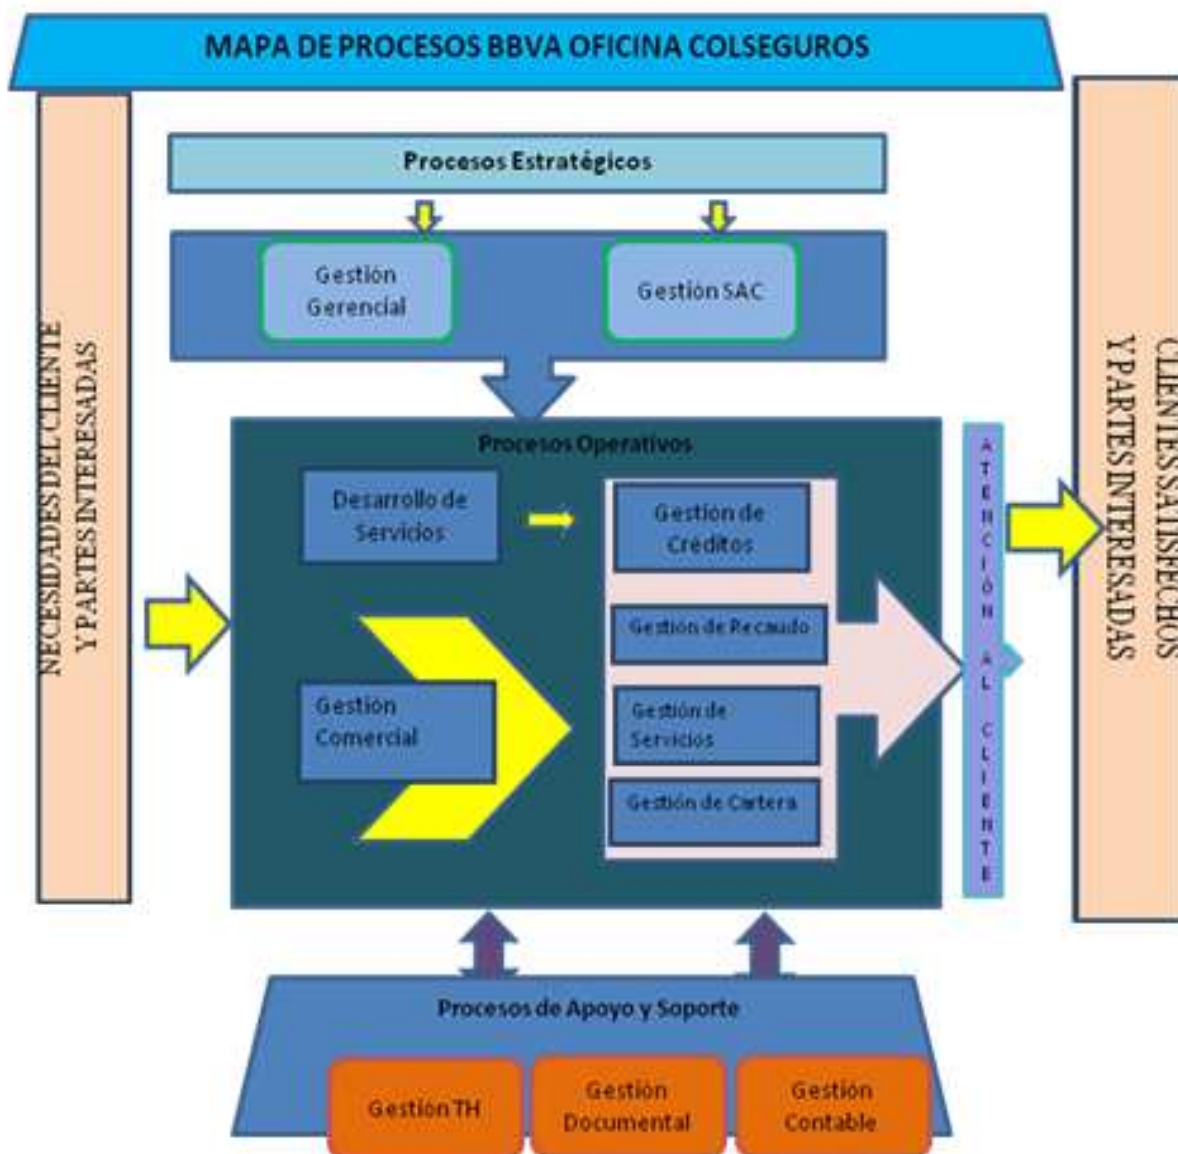 MAPA DE PROCESOS BBVA OFICINA COLSEGUROS
NECESIDADES DEL CLIENTE
Y PARTES INTERESADAS
Procesos Estratégicos
Gestión
Gerencial
Gestión SAC
Procesos Operativos
Desarrollo de
Servicios
Gestión
Comercial
Gestión de
Créditos
Gestión de Recaudo
Gestión de
Servicios
Gestión de Cartera
ATENCIÓN AL CLIENTE
CLIENTES SATISFECHOS
Y PARTES INTERESADAS
Procesos de Apoyo y Soporte
Gestión TH
Gestión
Documental
Gestión
Contable